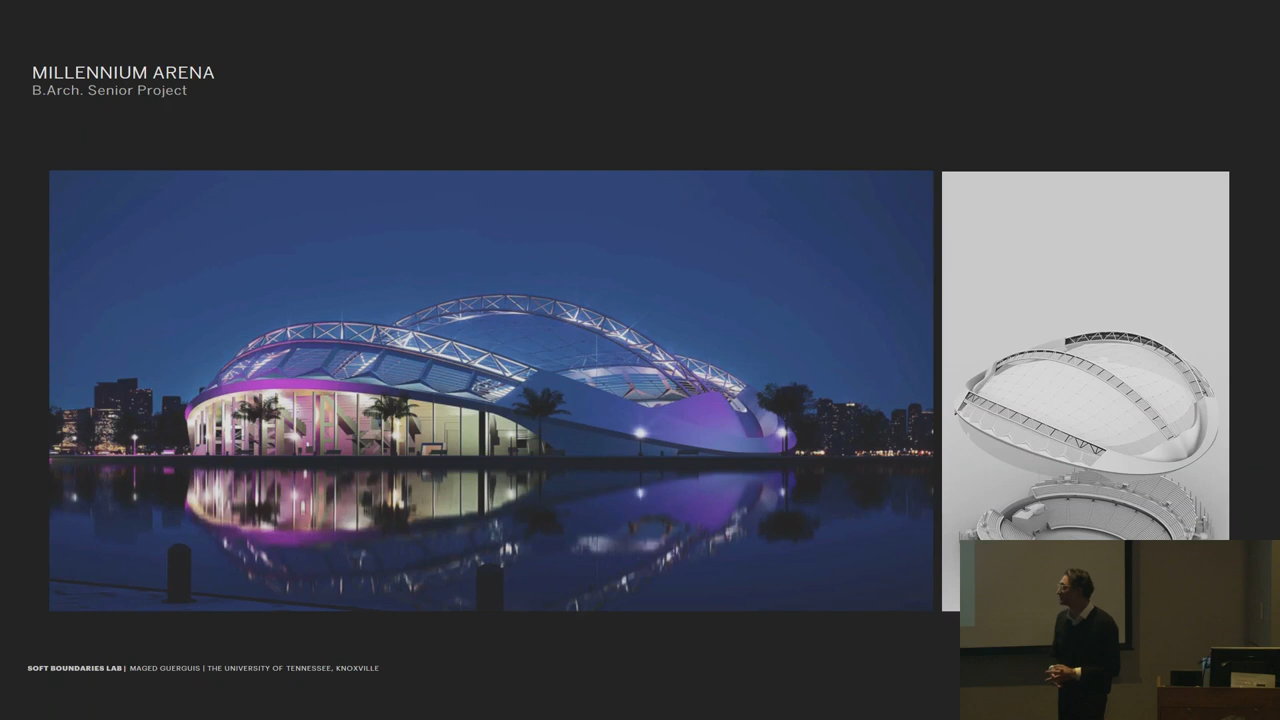 MILLENNIUM ARENA
B.Arch. Senior Project
SOFT BOUNDARIES LAB | MAGED GUERGUIS | THE UNIVERSITY OF TENNESSEE, KNOXVILLE